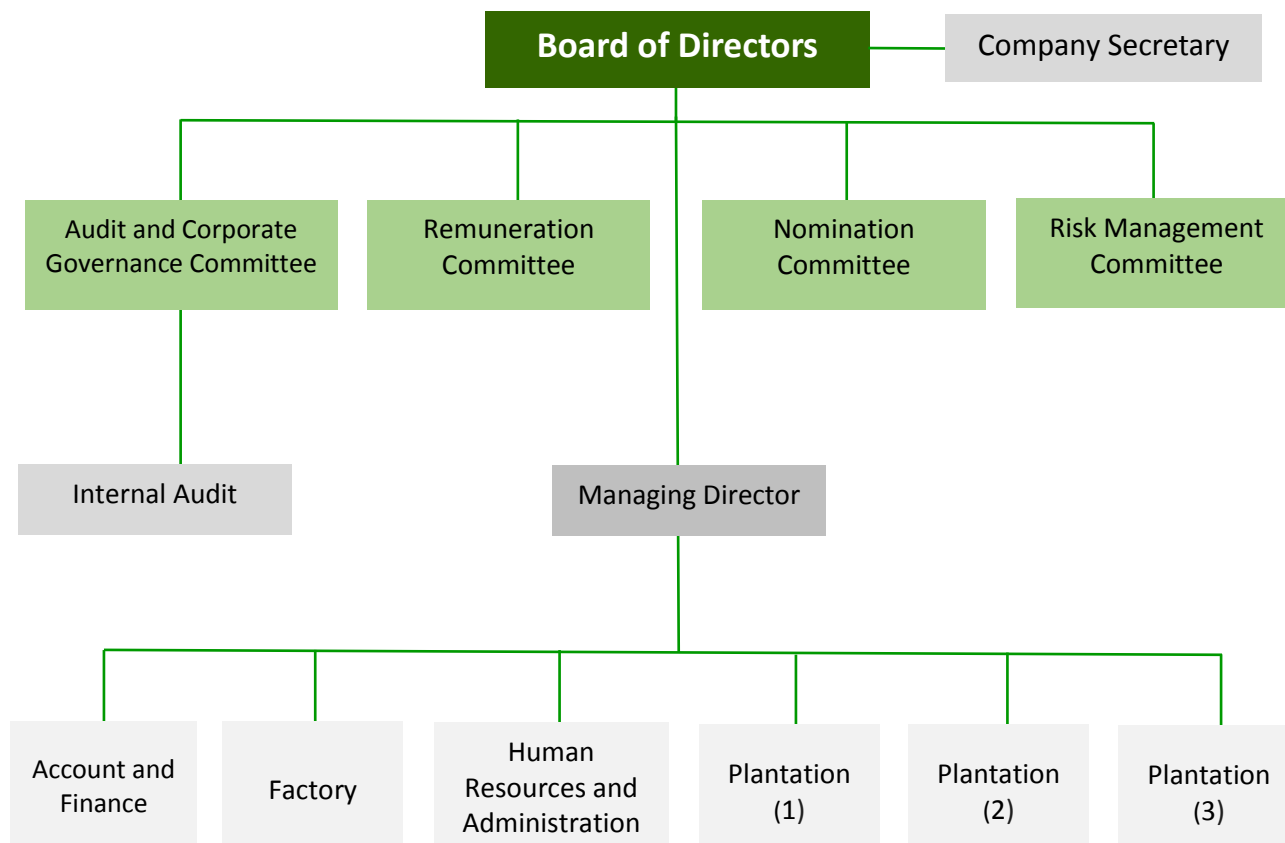 Board of Directors
Company Secretary
Audit and Corporate
Governance Committee
Remuneration
Committee
Nomination
Committee
Risk Management
Committee
Internal Audit
Managing Director
Account and
Finance
Factory
Human
Resources and
Administration
Plantation
(1)
Plantation
(2)
Plantation
(3)